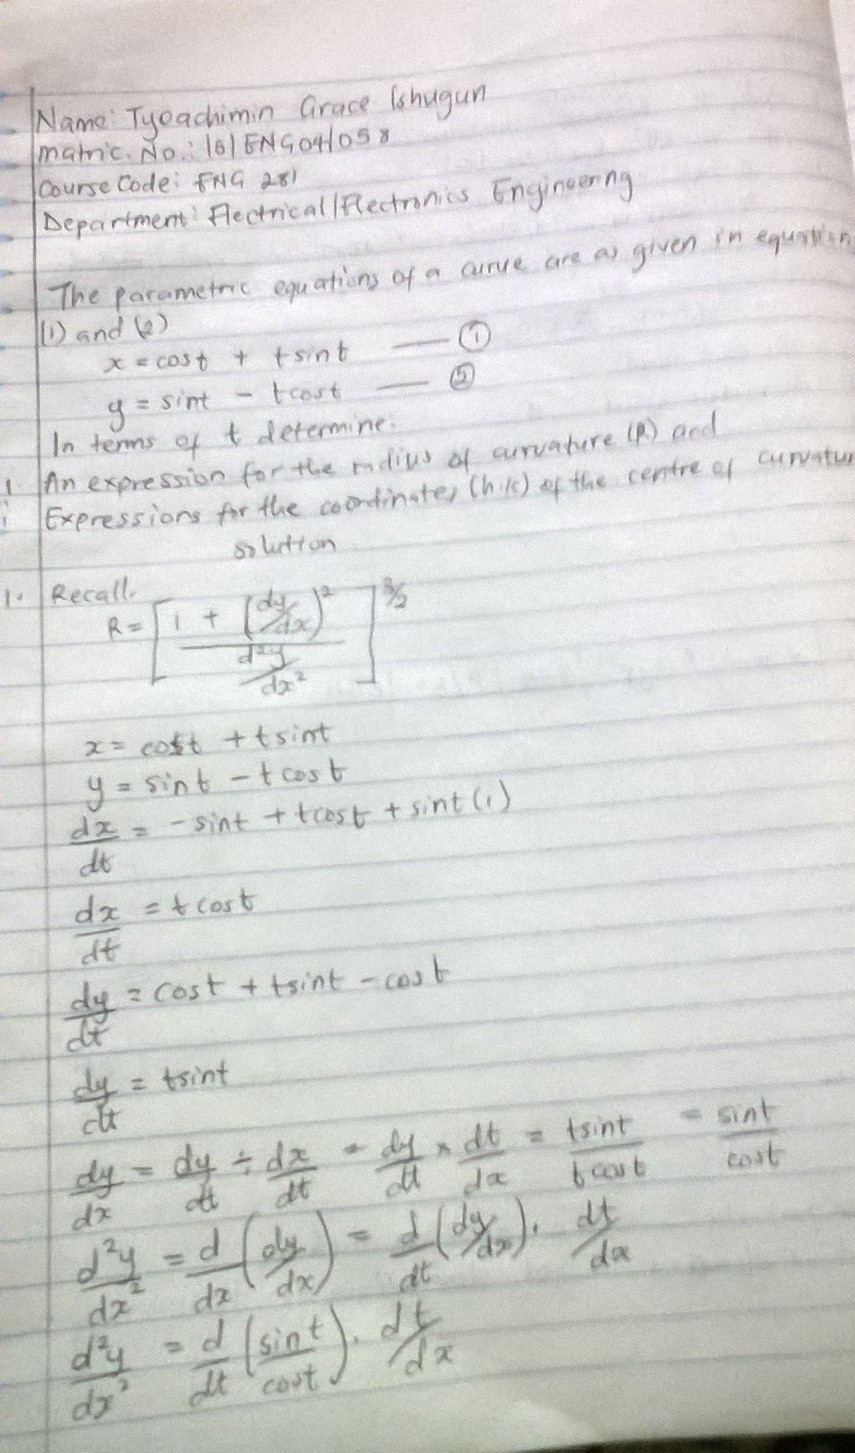 Name: Tyoachimin Grace Ishugun
matric. No.: 18/ENG04/058
Course Code: ENG 281
Department: Electrical/Electronics Engineering
The parametric equations of a curve are as given in equation
(1) and (2)
x = cost + tsint —— ①
y = sint - tcost —— ②
In terms of t determine:
1 An expression for the radius of curvature (R) and
i Expressions for the coordinates (h,k) of the centre of curvatu
solution
1. Recall.
R = [1 + (dy/dx)² / d²y/dx²]^3/2
x = cost + tsint
y = sint - tcost
dx/dt = -sint + tcost + sint(1)
dx/dt = tcost
dy/dt = cost + tsint - cost
dy/dt = tsint
dy/dx = dy/dt ÷ dx/dt = dy/dt × dt/dx = tsint/tcost = sint/cost
d²y/dx² = d/dx (dy/dx) = d/dt (dy/dx) . dt/dx
d²y/dx² = d/dt (sint/cost) . dt/dx